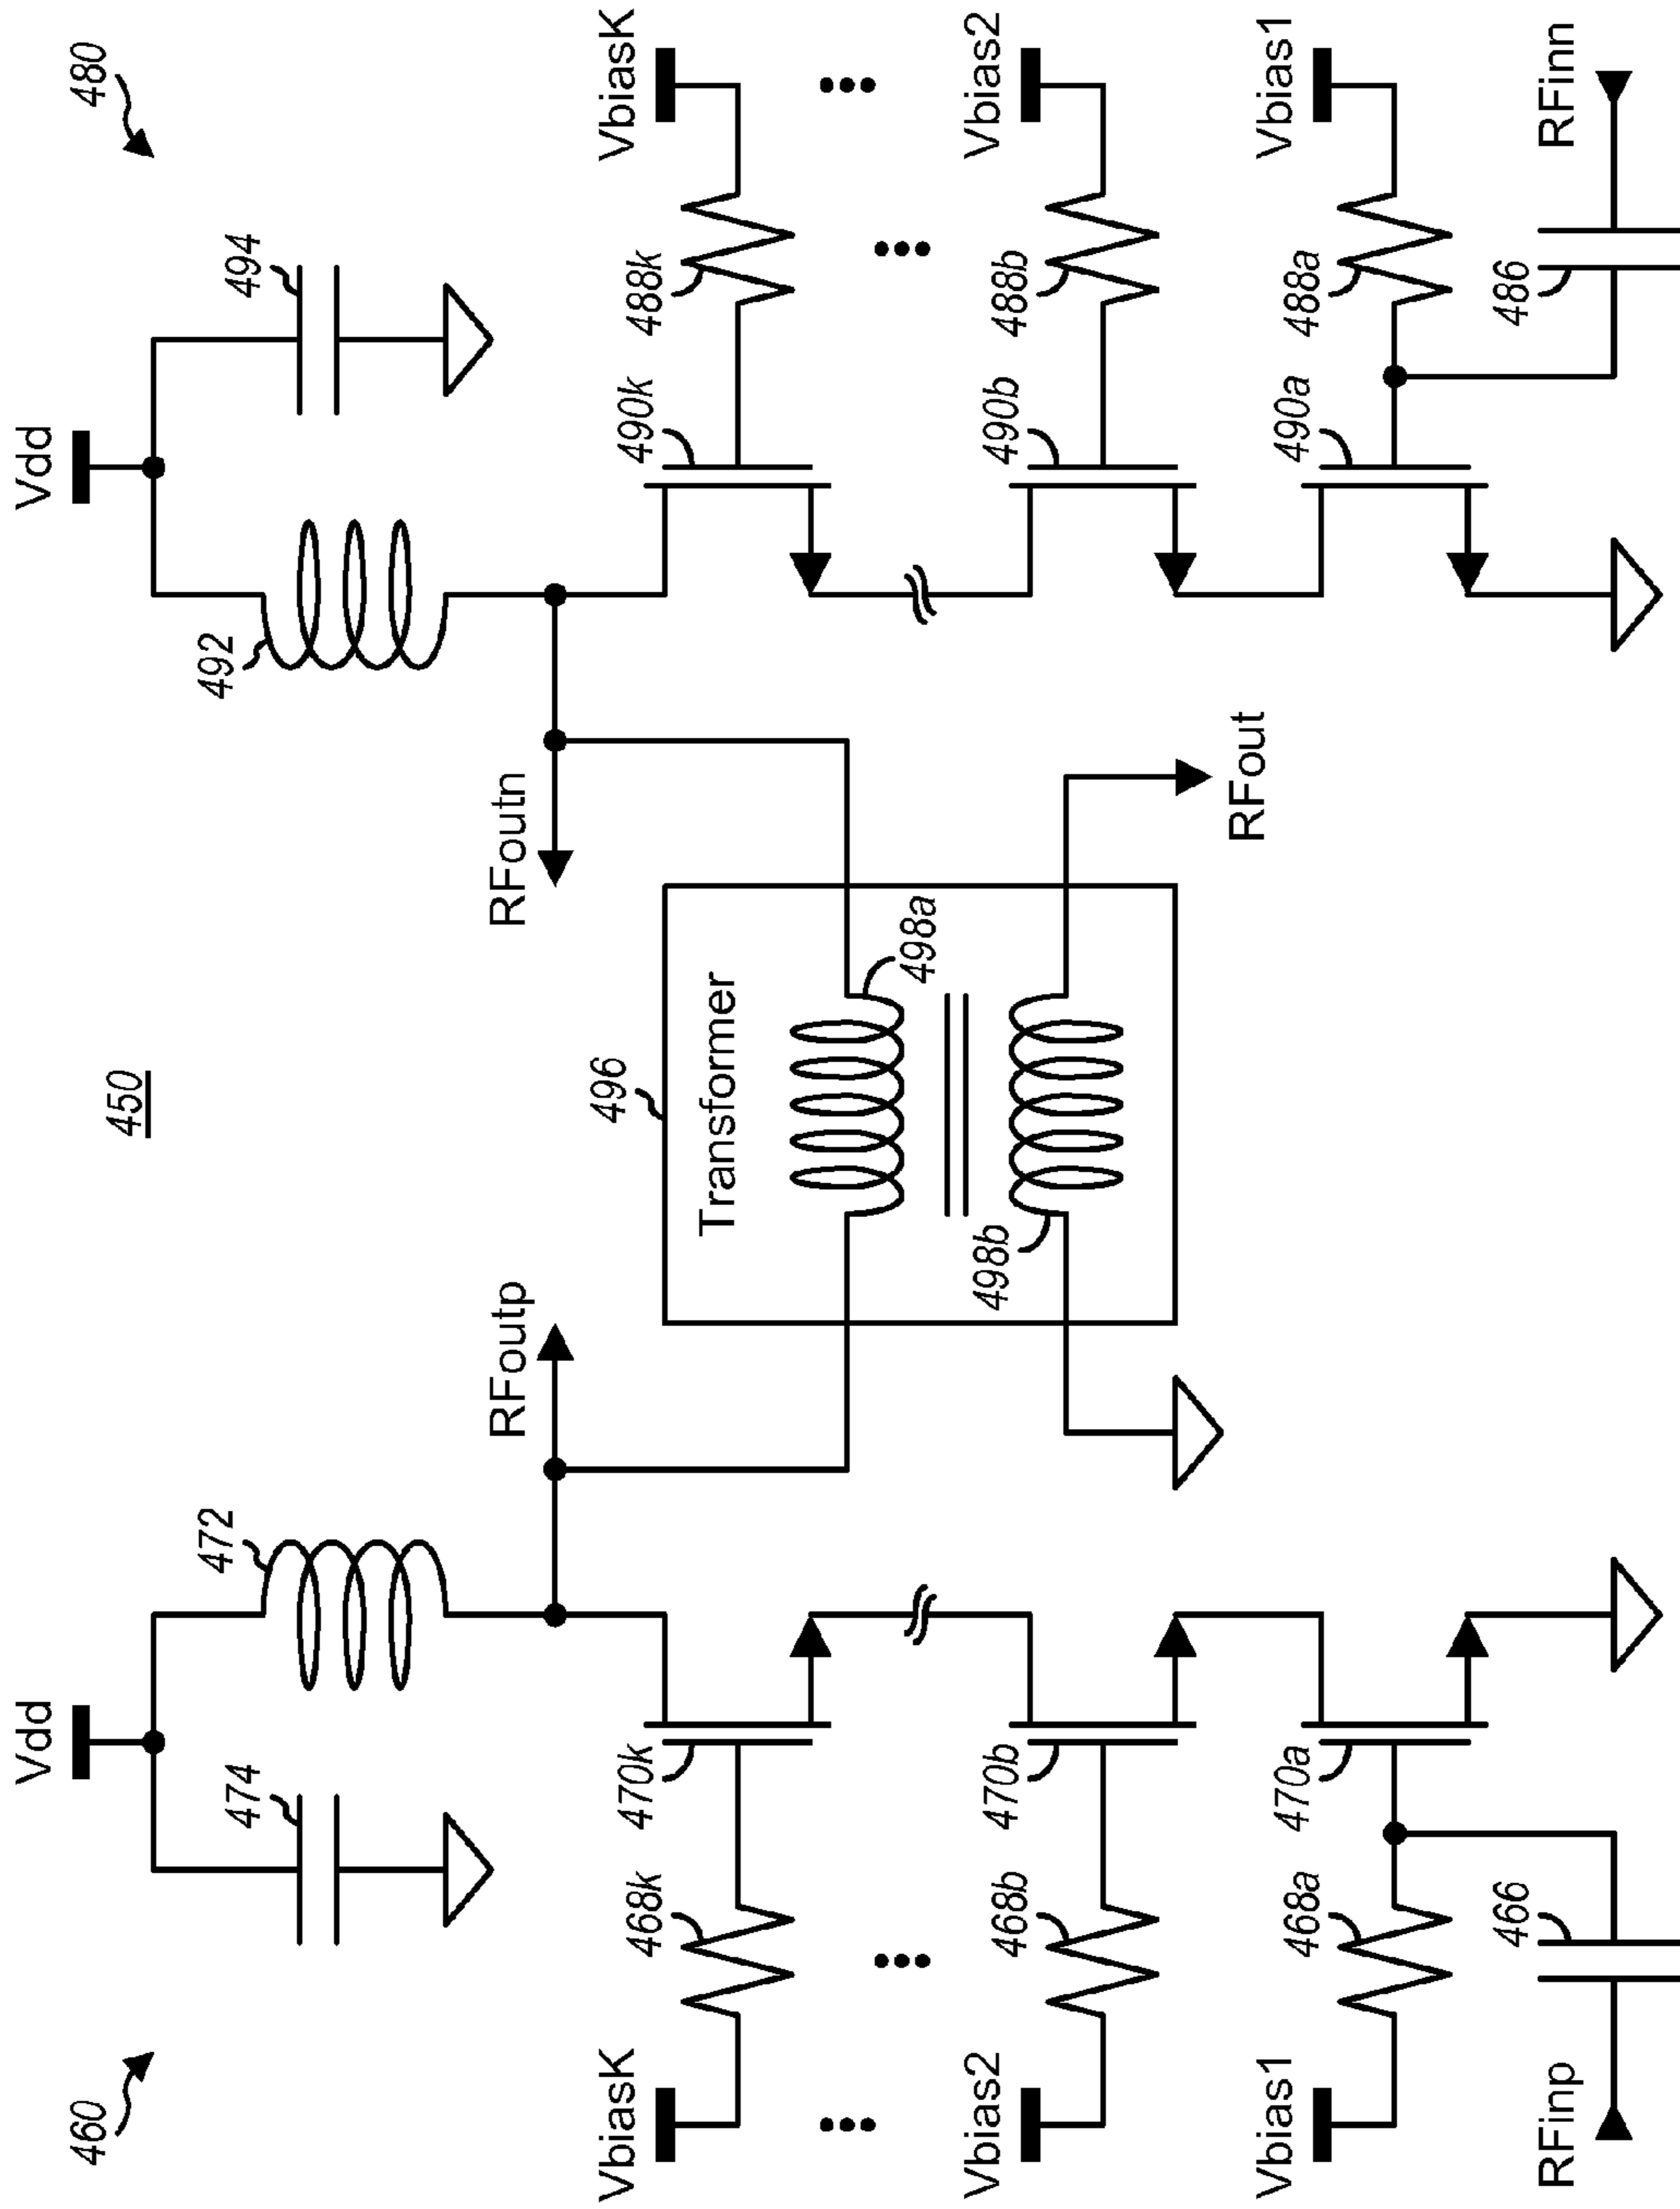 450
460
480
Vdd
Vdd
474
472
492
494
RFoutp
RFoutn
VbiasK
468k
470k
496
490k
488k
VbiasK
Transformer
498a
Vbias2
468b
470b
498b
490b
488b
Vbias2
RFout
Vbias1
468a
470a
490a
488a
Vbias1
RFinp
466
486
RFinn